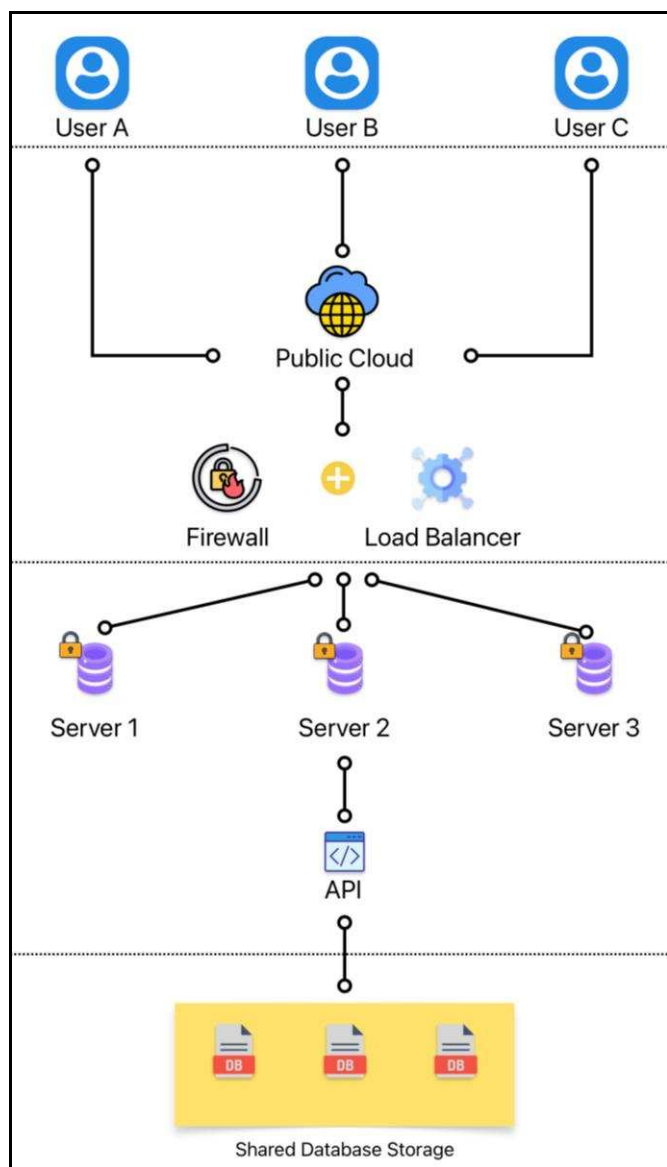 User A
User B
User C
Public Cloud
Firewall
Load Balancer
Server 1
Server 2
Server 3
</>
API
DB
DB
DB
Shared Database Storage